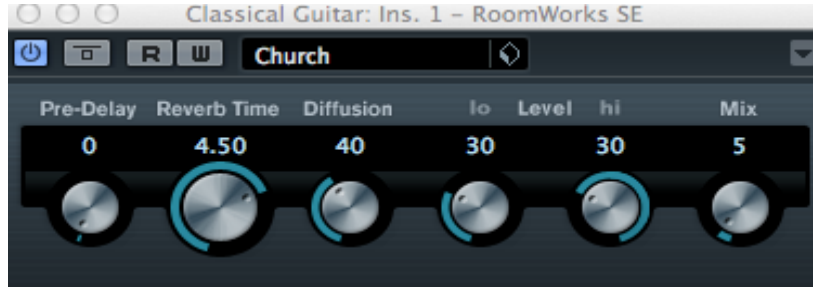 Classical Guitar: Ins. 1 – RoomWorks SE
R W Church
Pre-Delay Reverb Time Diffusion lo Level hi Mix
0 4.50 40 30 30 5